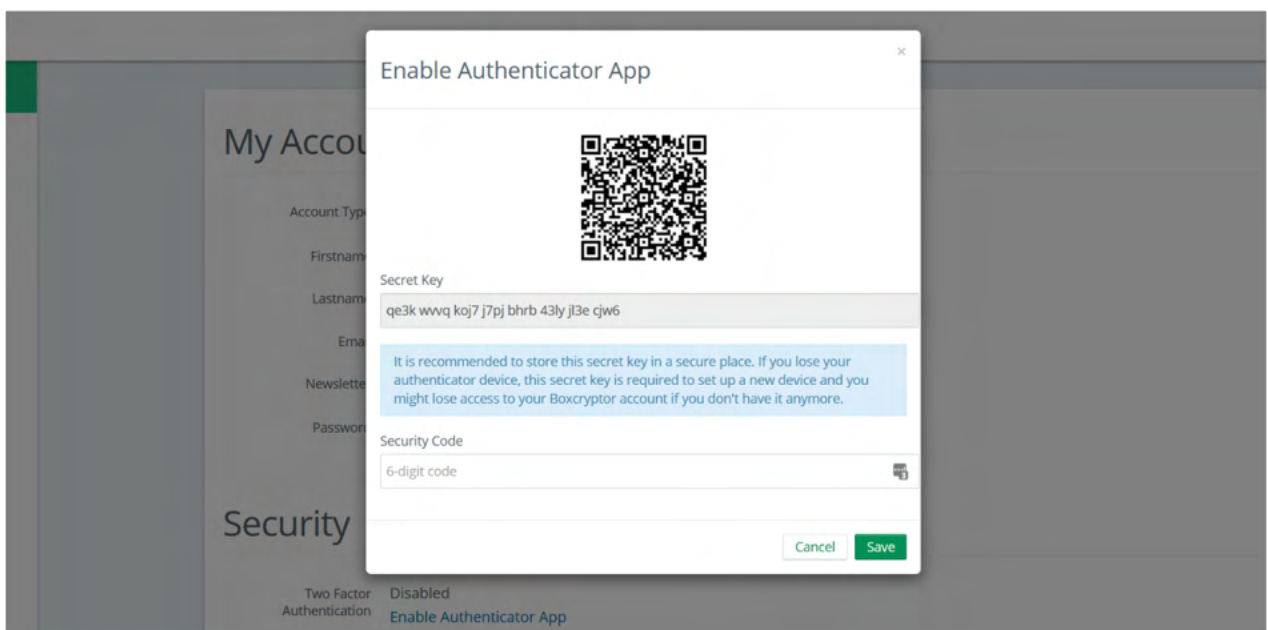 Enable Authenticator App
×
My Accou
Account Typ
Firstnam
Lastnam
Ema
Newslette
Passwor
Secret Key
qe3k wvvq koj7 j7pj bhrb 43ly jl3e cjw6
It is recommended to store this secret key in a secure place. If you lose your
authenticator device, this secret key is required to set up a new device and you
might lose access to your Boxcryptor account if you don't have it anymore.
Security Code
6-digit code
Cancel Save
Security
Two Factor Authentication
Disabled
Enable Authenticator App